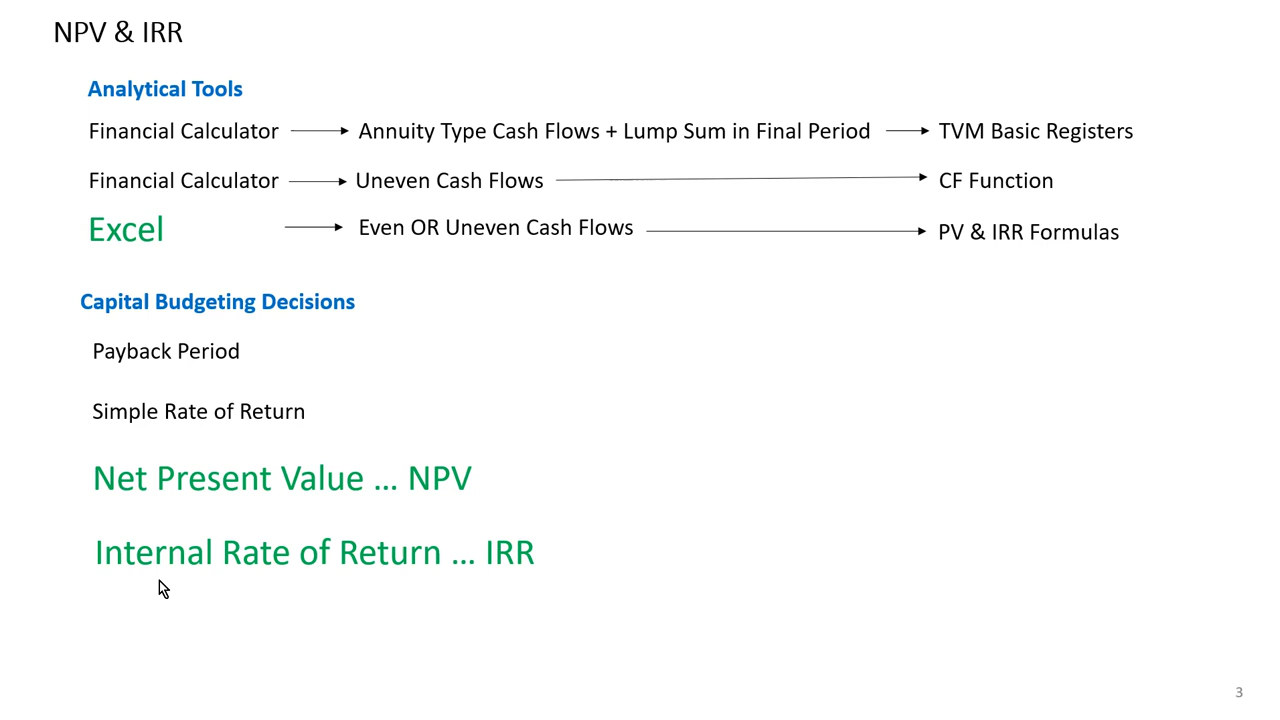 NPV & IRR
Analytical Tools
Financial Calculator Annuity Type Cash Flows + Lump Sum in Final Period TVM Basic Registers
Financial Calculator Uneven Cash Flows CF Function
Excel Even OR Uneven Cash Flows PV & IRR Formulas
Capital Budgeting Decisions
Payback Period
Simple Rate of Return
Net Present Value ... NPV
Internal Rate of Return ... IRR
3